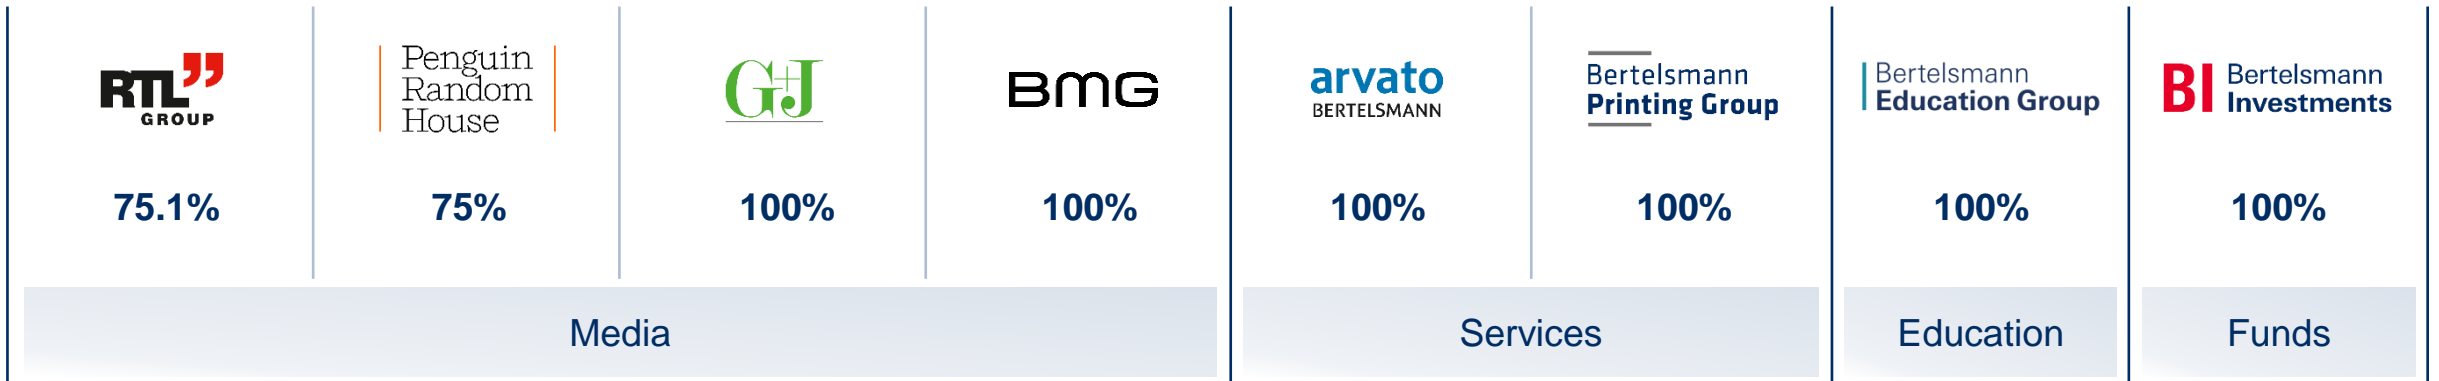 RTL
GROUP
75.1%
Penguin
Random
House
75%
G+J
100%
BMG
100%
arvato
BERTELSMANN
100%
Bertelsmann
Printing Group
100%
Bertelsmann
Education Group
100%
BI
Bertelsmann
Investments
100%
Media
Services
Education
Funds